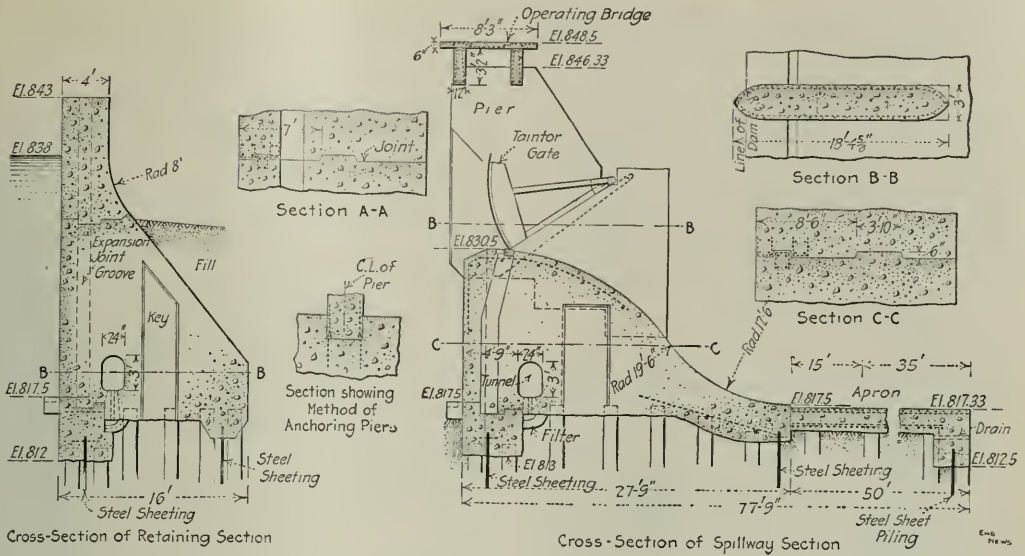 4'
El.843
El.838
Rad 8'
Expansion
Joint
Groove
Fill
Key
24"
3'
B
B
El.817.5
El.812
Steel
Sheeting
16'
Steel Sheeting
Cross-Section of Retaining Section
7'
Joint
Section A-A
C.L. of
Pier
Section showing
Method of
Anchoring Piers
8'3"
Operating Bridge
6"
El.848.5
El.846.33
3'2"
12"
Pier
Taintor
Gate
B
B
El.830.5
C
C
4'-9"
24"
Tunnel
3'
Rad 19'-6"
Rad 17'6"
El.817.5
Filter
El.813
Steel Sheeting
Steel Sheeting
27'-9"
77'-9"
15'
35'
Apron
El.817.5
El.817.33
Drain
El.812.5
50'
Steel Sheet
Piling
Cross-Section of Spillway Section
Line of
Dam
3'
18'-4⅝"
Section B-B
8'-6"
3'-10"
6"
Section C-C
ENG
NEWS